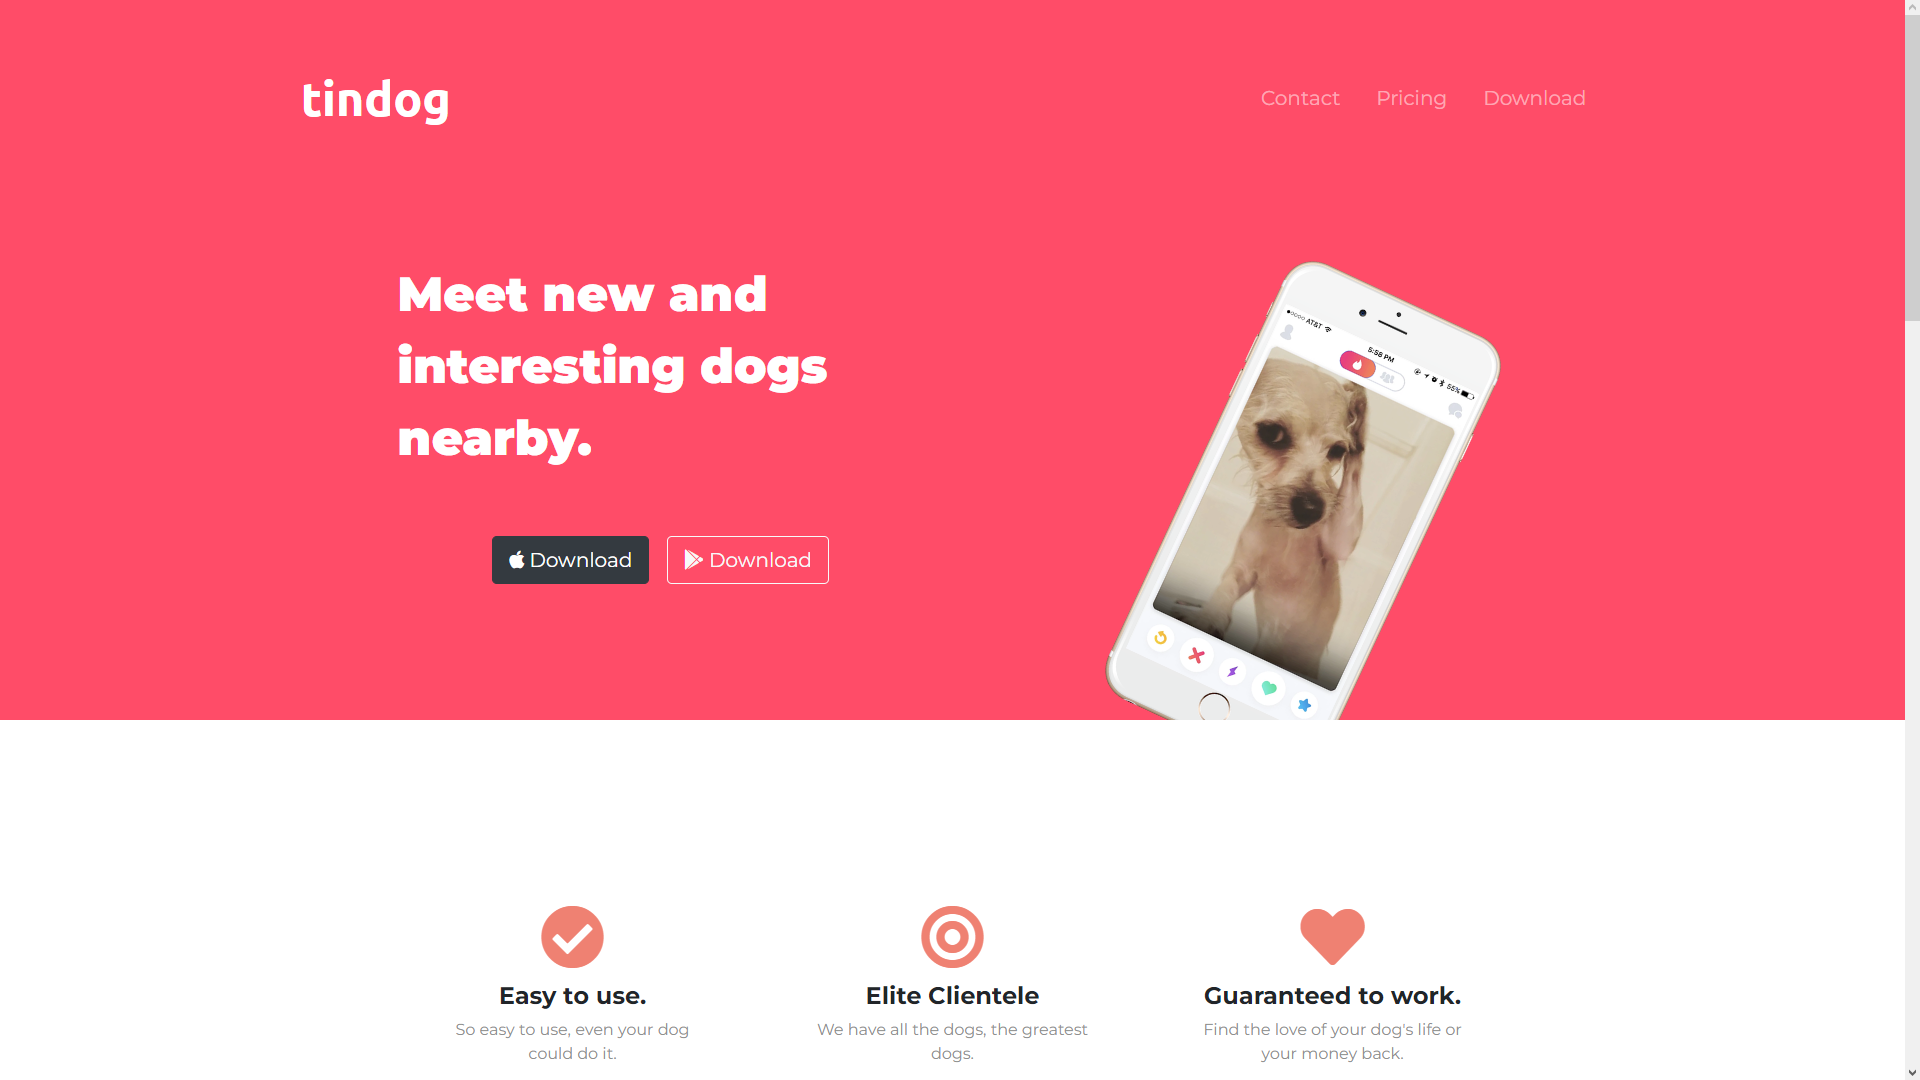 tindog
Contact Pricing Download
Meet new and
interesting dogs
nearby.
AT&T
5:58 PM
55%
Download Download
Easy to use.
So easy to use, even your dog
could do it.
Elite Clientele
We have all the dogs, the greatest
dogs.
Guaranteed to work.
Find the love of your dog's life or
your money back.